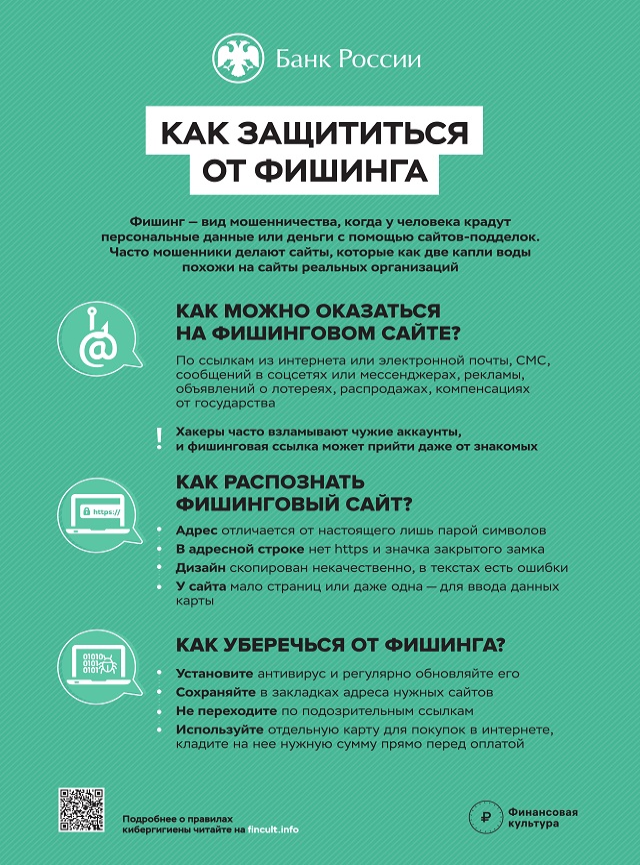 Банк России
КАК ЗАЩИТИТЬСЯ
ОТ ФИШИНГА
Фишинг — вид мошенничества, когда у человека крадут
персональные данные или деньги с помощью сайтов-подделок.
Часто мошенники делают сайты, которые как две капли воды
похожи на сайты реальных организаций
КАК МОЖНО ОКАЗАТЬСЯ
НА ФИШИНГОВОМ САЙТЕ?
@
По ссылкам из интернета или электронной почты, СМС,
сообщений в соцсетях или мессенджерах, рекламы,
объявлений о лотереях, распродажах, компенсациях
от государства
! Хакеры часто взламывают чужие аккаунты,
и фишинговая ссылка может прийти даже от знакомых
КАК РАСПОЗНАТЬ
ФИШИНГОВЫЙ САЙТ?
https://
• Адрес отличается от настоящего лишь парой символов
• В адресной строке нет https и значка закрытого замка
• Дизайн скопирован некачественно, в текстах есть ошибки
• У сайта мало страниц или даже одна — для ввода данных
карты
КАК УБЕРЕЧЬСЯ ОТ ФИШИНГА?
01010
0101
0101
• Установите антивирус и регулярно обновляйте его
• Сохраняйте в закладках адреса нужных сайтов
• Не переходите по подозрительным ссылкам
• Используйте отдельную карту для покупок в интернете,
кладите на нее нужную сумму прямо перед оплатой
Подробнее о правилах
кибергигиены читайте на fincult.info
₽
Финансовая
культура